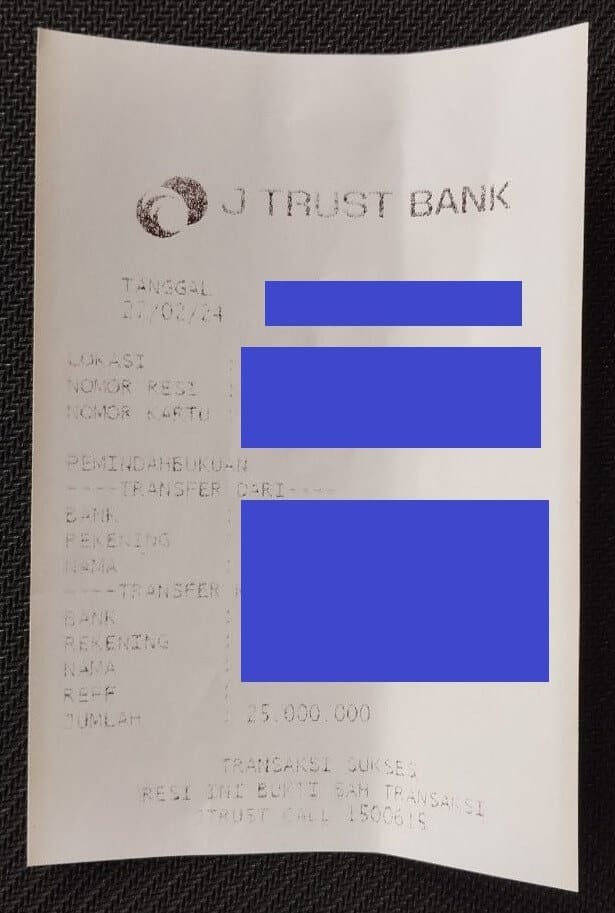 J TRUST BANK
TANGGAL
27/02/24
LOKASI :
NOMOR RESI :
NOMOR KARTU :
PEMINDAHBUKUAN
----TRANSFER DARI----
BANK :
REKENING :
NAMA :
----TRANSFER K
BANK :
REKENING :
NAMA :
REFF :
JUMLAH : 25.000.000
TRANSAKSI SUKSES
RESI INI BUKTI SAH TRANSAKSI
JTRUST CALL 1500615